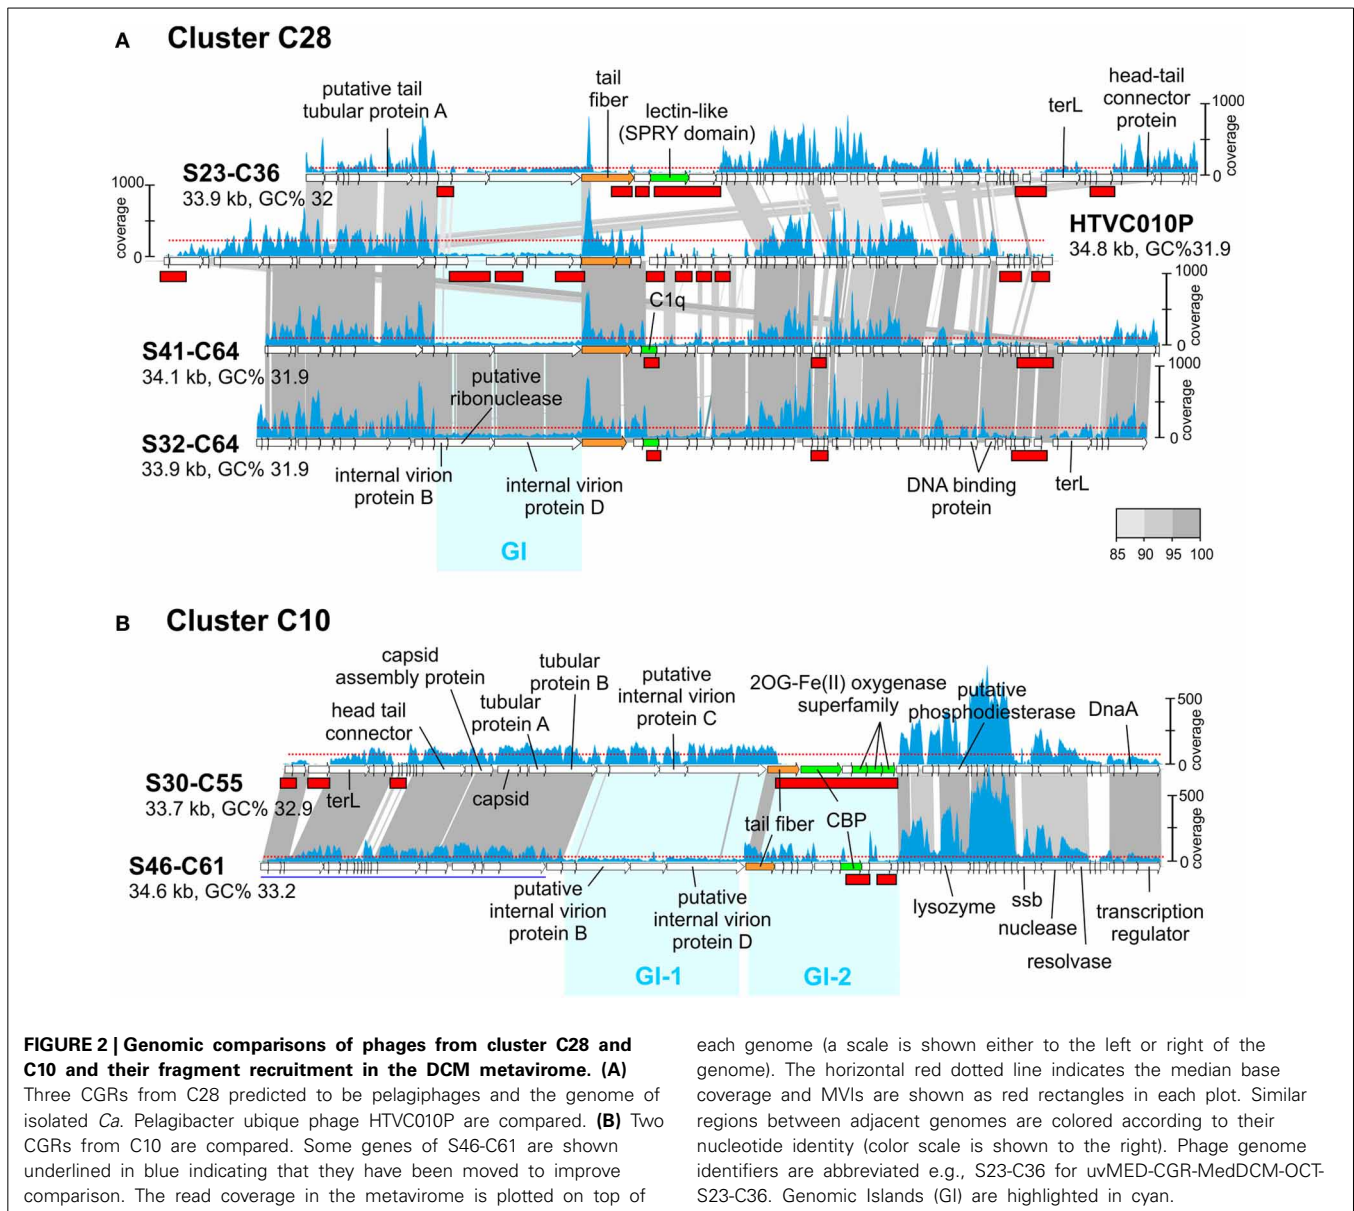 A Cluster C28
putative tail
tubular protein A
tail
fiber
lectin-like
(SPRY domain)
terL
head-tail
connector
protein
1000
0
coverage
S23-C36
33.9 kb, GC% 32
1000
0
coverage
HTVC010P
34.8 kb, GC%31.9
1000
0
coverage
C1q
S41-C64
34.1 kb, GC% 31.9
1000
0
coverage
putative
ribonuclease
S32-C64
33.9 kb, GC% 31.9
internal virion
protein B
internal virion
protein D
DNA binding
protein
terL
GI
85 90 95 100
B Cluster C10
capsid
assembly protein
head tail
connector
tubular
protein A
tubular
protein B
putative
internal virion
protein C
2OG-Fe(II) oxygenase
superfamily
putative
phosphodiesterase
DnaA
500
0
coverage
S30-C55
33.7 kb, GC% 32.9
terL
capsid
tail fiber
CBP
500
0
coverage
S46-C61
34.6 kb, GC% 33.2
putative
internal virion
protein B
putative
internal virion
protein D
lysozyme
ssb
nuclease
resolvase
transcription
regulator
GI-1
GI-2
FIGURE 2 | Genomic comparisons of phages from cluster C28 and
C10 and their fragment recruitment in the DCM metavirome. (A)
Three CGRs from C28 predicted to be pelagiphages and the genome of
isolated Ca. Pelagibacter ubique phage HTVC010P are compared. (B) Two
CGRs from C10 are compared. Some genes of S46-C61 are shown
underlined in blue indicating that they have been moved to improve
comparison. The read coverage in the metavirome is plotted on top of
each genome (a scale is shown either to the left or right of the
genome). The horizontal red dotted line indicates the median base
coverage and MVIs are shown as red rectangles in each plot. Similar
regions between adjacent genomes are colored according to their
nucleotide identity (color scale is shown to the right). Phage genome
identifiers are abbreviated e.g., S23-C36 for uvMED-CGR-MedDCM-OCT-
S23-C36. Genomic Islands (GI) are highlighted in cyan.